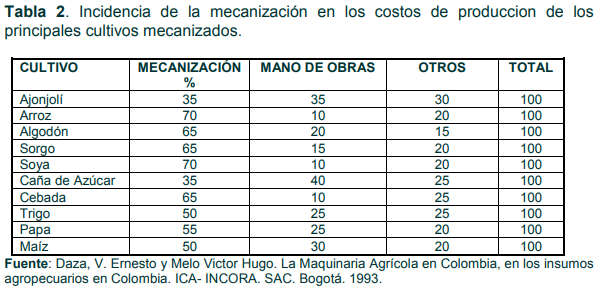 Tabla 2. Incidencia de la mecanización en los costos de produccion de los
principales cultivos mecanizados.
CULTIVO MECANIZACIÓN % MANO DE OBRAS OTROS TOTAL
Ajonjolí 35 35 30 100
Arroz 70 10 20 100
Algodón 65 20 15 100
Sorgo 65 15 20 100
Soya 70 10 20 100
Caña de Azúcar 35 40 25 100
Cebada 65 10 25 100
Trigo 50 25 25 100
Papa 55 25 20 100
Maíz 50 30 20 100
Fuente: Daza, V. Ernesto y Melo Victor Hugo. La Maquinaria Agrícola en Colombia, en los insumos
agropecuarios en Colombia. ICA- INCORA. SAC. Bogotá. 1993.